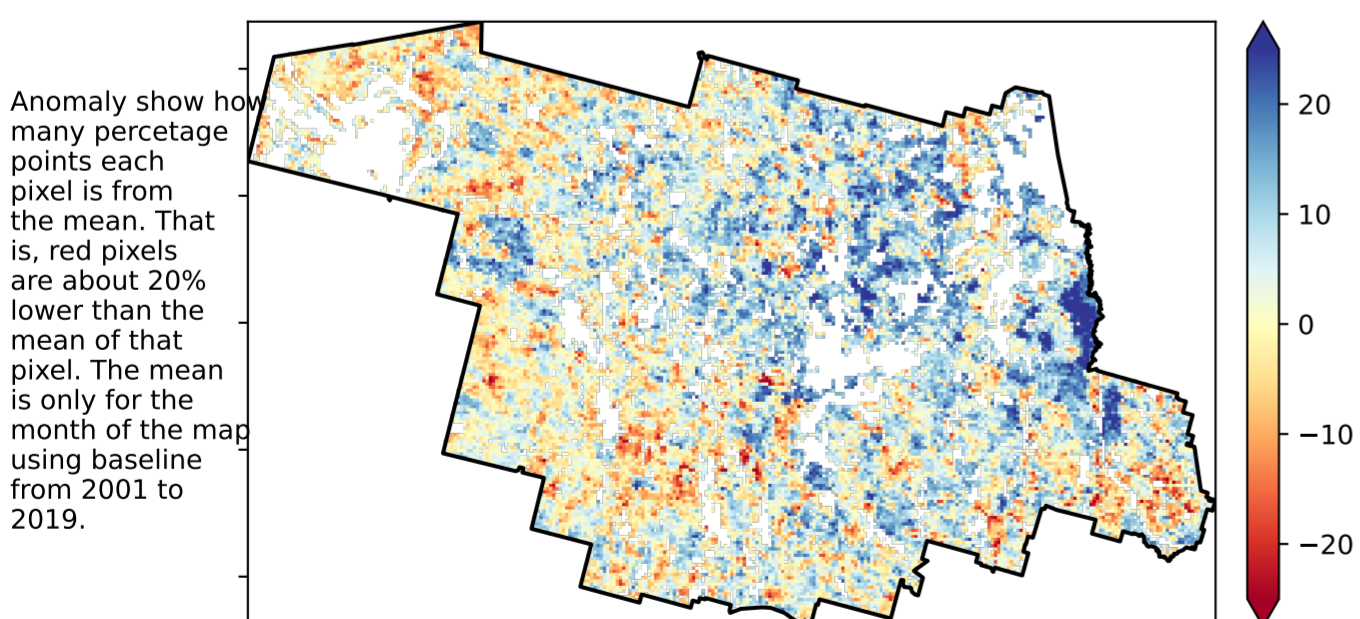 Anomaly show how
many percetage
points each
pixel is from
the mean. That
is, red pixels
are about 20%
lower than the
mean of that
pixel. The mean
is only for the
month of the map
using baseline
from 2001 to
2019.
20
10
0
−10
−20